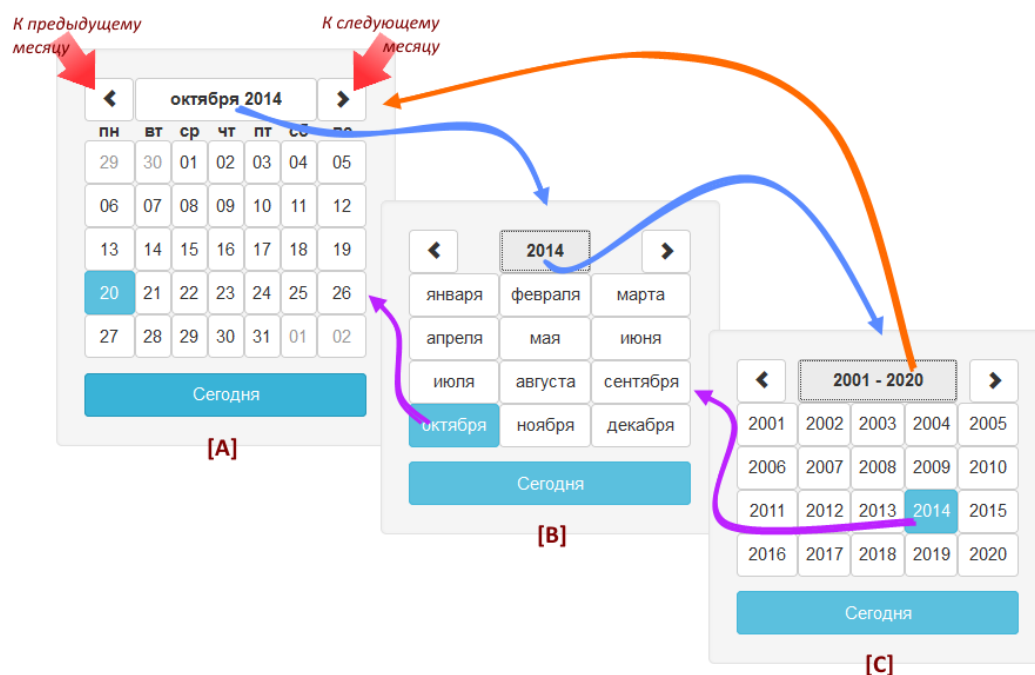 К предыдущему
месяцу
К следующему
месяцу
октября 2014
пн вт ср чт пт сб
29 30 01 02 03 04 05
06 07 08 09 10 11 12
13 14 15 16 17 18 19
20 21 22 23 24 25 26
27 28 29 30 31 01 02
Сегодня
[A]
2014
января февраля марта
апреля мая июня
июля августа сентября
октября ноября декабря
Сегодня
[B]
2001 - 2020
2001 2002 2003 2004 2005
2006 2007 2008 2009 2010
2011 2012 2013 2014 2015
2016 2017 2018 2019 2020
Сегодня
[C]